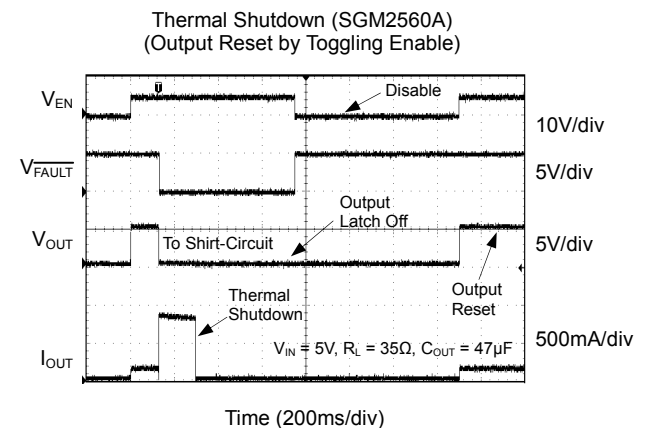 Thermal Shutdown (SGM2560A)
(Output Reset by Toggling Enable)
T
VEN
Disable
10V/div
VFAULT
5V/div
Output
Latch Off
VOUT
To Shirt-Circuit
5V/div
Output
Reset
Thermal
Shutdown
500mA/div
VIN = 5V, RL = 35Ω, COUT = 47µF
IOUT
Time (200ms/div)